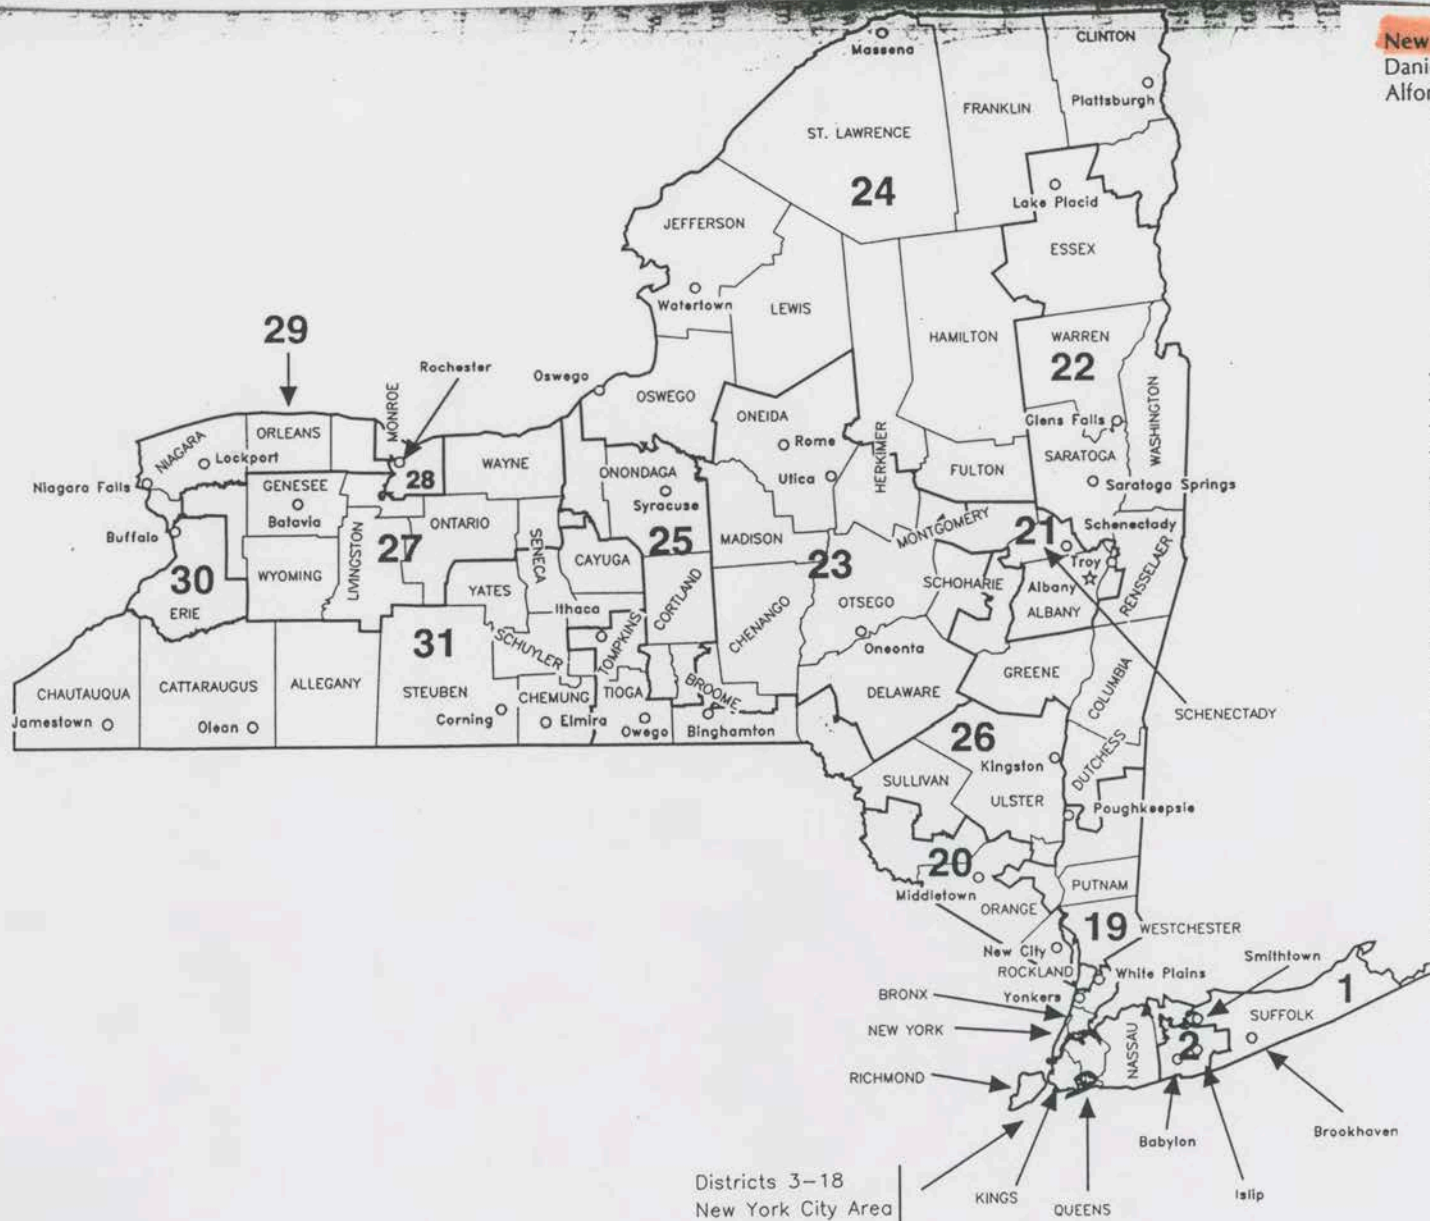 New
Dani
Alfor
Massena
CLINTON
Plattsburgh
FRANKLIN
ST. LAWRENCE
24
Lake Placid
JEFFERSON
ESSEX
Watertown
LEWIS
HAMILTON
WARREN
22
29
Rochester
Oswego
OSWEGO
MONROE
ONEIDA
Glens Falls
WASHINGTON
ORLEANS
NIAGARA
Lockport
28
WAYNE
ONONDAGA
Rome
HERKIMER
FULTON
SARATOGA
Niagara Falls
GENESEE
Batavia
Syracuse
Utica
Saratoga Springs
Buffalo
LIVINGSTON
27
ONTARIO
SENECA
25
MADISON
MONTGOMERY
21
Schenectady
CAYUGA
23
Troy
RENSSELAER
30
WYOMING
YATES
CORTLAND
CHENANGO
OTSEGO
SCHOHARIE
Albany
ALBANY
ERIE
Ithaca
TOMPKINS
31
SCHUYLER
Oneonta
GREENE
COLUMBIA
CHAUTAUQUA
CATTARAUGUS
ALLEGANY
STEUBEN
CHEMUNG
TIOGA
BROOME
DELAWARE
SCHENECTADY
Jamestown
Olean
Corning
Elmira
Owego
Binghamton
26
Kingston
DUTCHESS
SULLIVAN
ULSTER
Poughkeepsie
20
Middletown
PUTNAM
ORANGE
19
WESTCHESTER
New City
ROCKLAND
White Plains
Smithtown
BRONX
Yonkers
1
NEW YORK
SUFFOLK
NASSAU
2
RICHMOND
Brookhaven
Babylon
Districts 3–18
New York City Area
KINGS
QUEENS
Islip